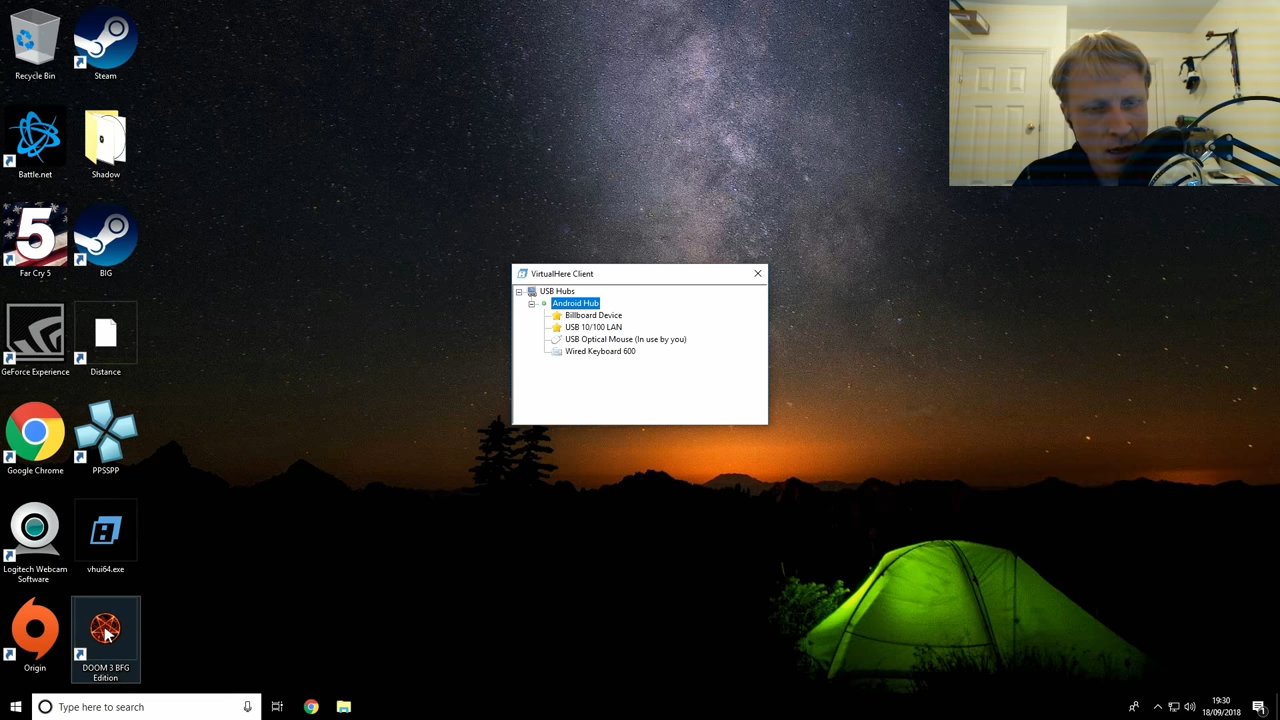 Recycle Bin
Steam
Battle.net
Shadow
5
Far Cry 5
BIG
GeForce Experience
Distance
Google Chrome
PPSSPP
Logitech Webcam
Software
vhui64.exe
Origin
DOOM 3 BFG
Edition
VirtualHere Client
USB Hubs
Android Hub
Billboard Device
USB 10/100 LAN
USB Optical Mouse (In use by you)
Wired Keyboard 600
Type here to search
19:30
18/09/2018
1